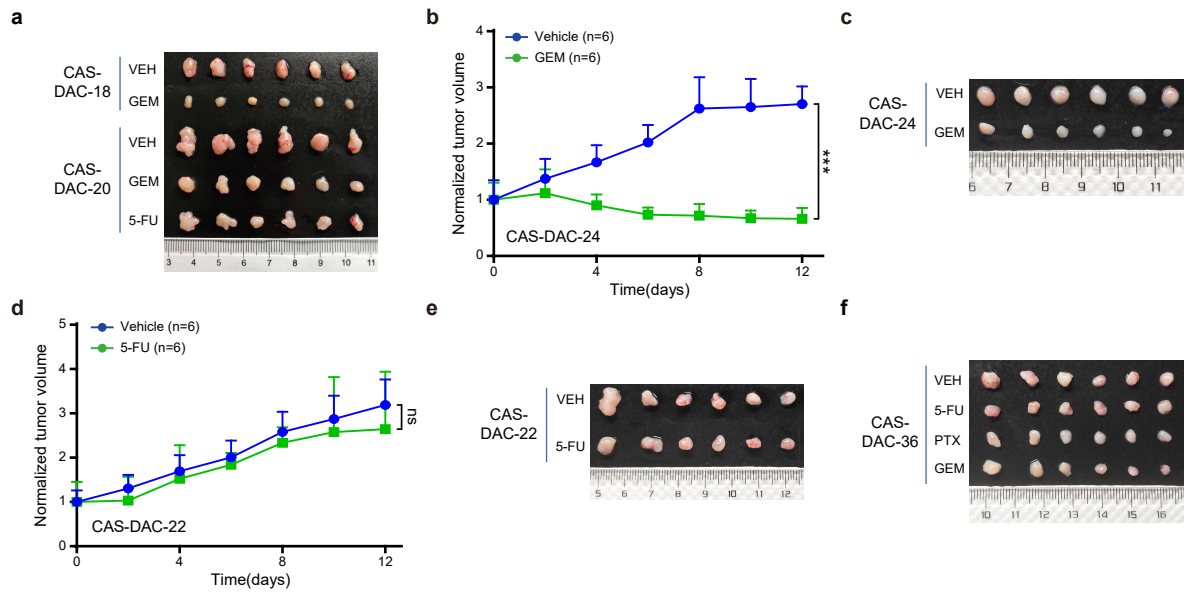 a
CAS-
DAC-18
VEH
GEM
CAS-
DAC-20
VEH
GEM
5-FU
3 4 5 6 7 8 9 10 11
b
Normalized tumor volume
4
3
2
1
0
Vehicle (n=6)
GEM (n=6)
***
CAS-DAC-24
0 4 8 12
Time(days)
c
CAS-
DAC-24
VEH
GEM
6 7 8 9 10 11
d
Normalized tumor volume
5
4
3
2
1
0
Vehicle (n=6)
5-FU (n=6)
ns
CAS-DAC-22
0 4 8 12
Time(days)
e
CAS-
DAC-22
VEH
5-FU
5 6 7 8 9 10 11 12
f
CAS-
DAC-36
VEH
5-FU
PTX
GEM
10 11 12 13 14 15 16